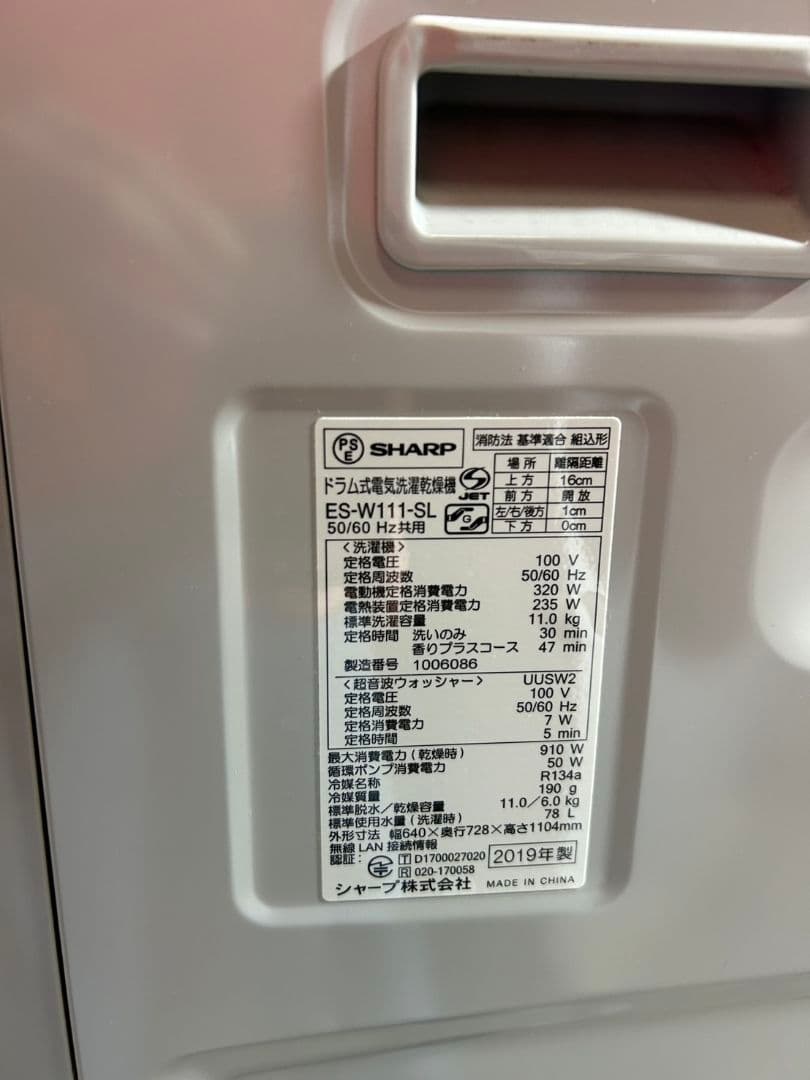 PS E SHARP
消防法 基準適合 組込形
ドラム式電気洗濯乾燥機
JET
ES-W111-SL
50/60 Hz共用
G
場所 離隔距離
上方 16cm
前方 開放
左/右/後方 1cm
下方 0cm
<洗濯機>
定格電圧 100 V
定格周波数 50/60 Hz
電動機定格消費電力 320 W
電熱装置定格消費電力 235 W
標準洗濯容量 11.0 kg
定格時間 洗いのみ 30 min
香りプラスコース 47 min
製造番号 1006086
<超音波ウォッシャー> UUSW2
定格電圧 100 V
定格周波数 50/60 Hz
定格消費電力 7 W
定格時間 5 min
最大消費電力(乾燥時) 910 W
循環ポンプ消費電力 50 W
冷媒名称 R134a
冷媒質量 190 g
標準脱水/乾燥容量 11.0/6.0 kg
標準使用水量(洗濯時) 78 L
外形寸法 幅640×奥行728×高さ1104mm
無線LAN接続情報
認証: T D1700027020
R 020-170058
2019年製
シャープ株式会社 MADE IN CHINA